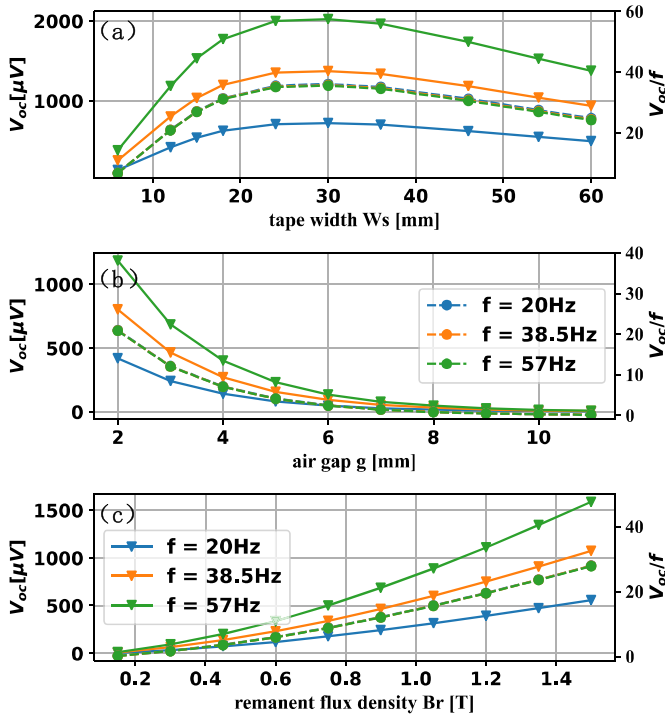 (a)
V_oc[μV]
2000
1000
60
40
20
V_oc/f
10 20 30 40 50 60
tape width Ws [mm]
(b)
V_oc[μV]
1000
500
0
40
30
20
10
0
V_oc/f
f = 20Hz
f = 38.5Hz
f = 57Hz
2 4 6 8 10
air gap g [mm]
(c)
V_oc[μV]
1500
1000
500
0
40
20
0
V_oc/f
f = 20Hz
f = 38.5Hz
f = 57Hz
0.2 0.4 0.6 0.8 1.0 1.2 1.4
remanent flux density Br [T]